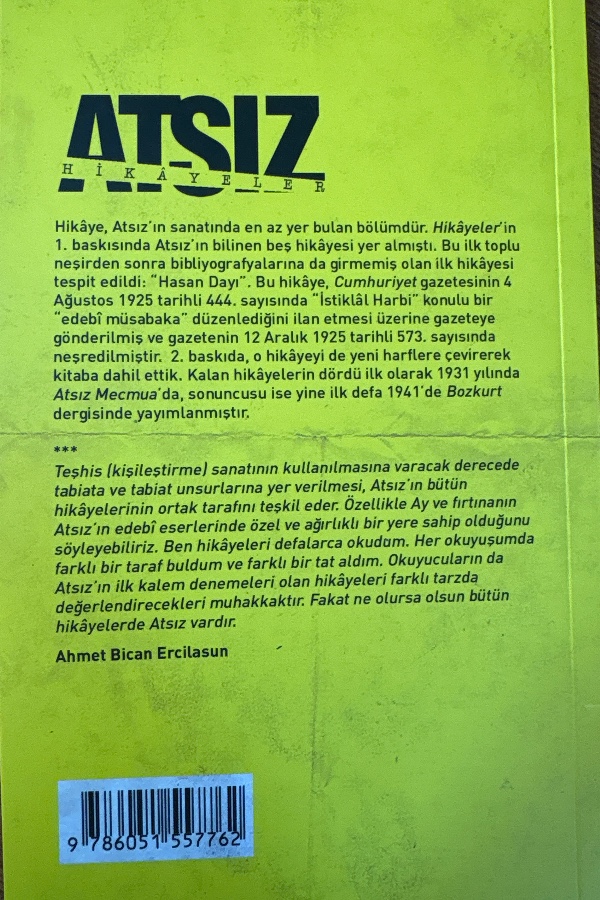 ATSIZ
HİKÂYELER
Hikâye, Atsız'ın sanatında en az yer bulan bölümdür. Hikâyeler'in
1. baskısında Atsız'ın bilinen beş hikâyesi yer almıştı. Bu ilk toplu
neşirden sonra bibliyografyalarına da girmemiş olan ilk hikâyesi
tespit edildi: "Hasan Dayı". Bu hikâye, Cumhuriyet gazetesinin 4
Ağustos 1925 tarihli 444. sayısında "İstiklâl Harbi" konulu bir
"edebî müsabaka" düzenlediğini ilan etmesi üzerine gazeteye
gönderilmiş ve gazetenin 12 Aralık 1925 tarihli 573. sayısında
neşredilmiştir. 2. baskıda, o hikâyeyi de yeni harflere çevirerek
kitaba dahil ettik. Kalan hikâyelerin dördü ilk olarak 1931 yılında
Atsız Mecmua'da, sonuncusu ise yine ilk defa 1941'de Bozkurt
dergisinde yayımlanmıştır.
***
Teşhis (kişileştirme) sanatının kullanılmasına varacak derecede
tabiata ve tabiat unsurlarına yer verilmesi, Atsız'ın bütün
hikâyelerinin ortak tarafını teşkil eder. Özellikle Ay ve fırtınanın
Atsız'ın edebî eserlerinde özel ve ağırlıklı bir yere sahip olduğunu
söyleyebiliriz. Ben hikâyeleri defalarca okudum. Her okuyuşumda
farklı bir taraf buldum ve farklı bir tat aldım. Okuyucuların da
Atsız'ın ilk kalem denemeleri olan hikâyeleri farklı tarzda
değerlendirecekleri muhakkaktır. Fakat ne olursa olsun bütün
hikâyelerde Atsız vardır.
Ahmet Bican Ercilasun
9 786051 557762